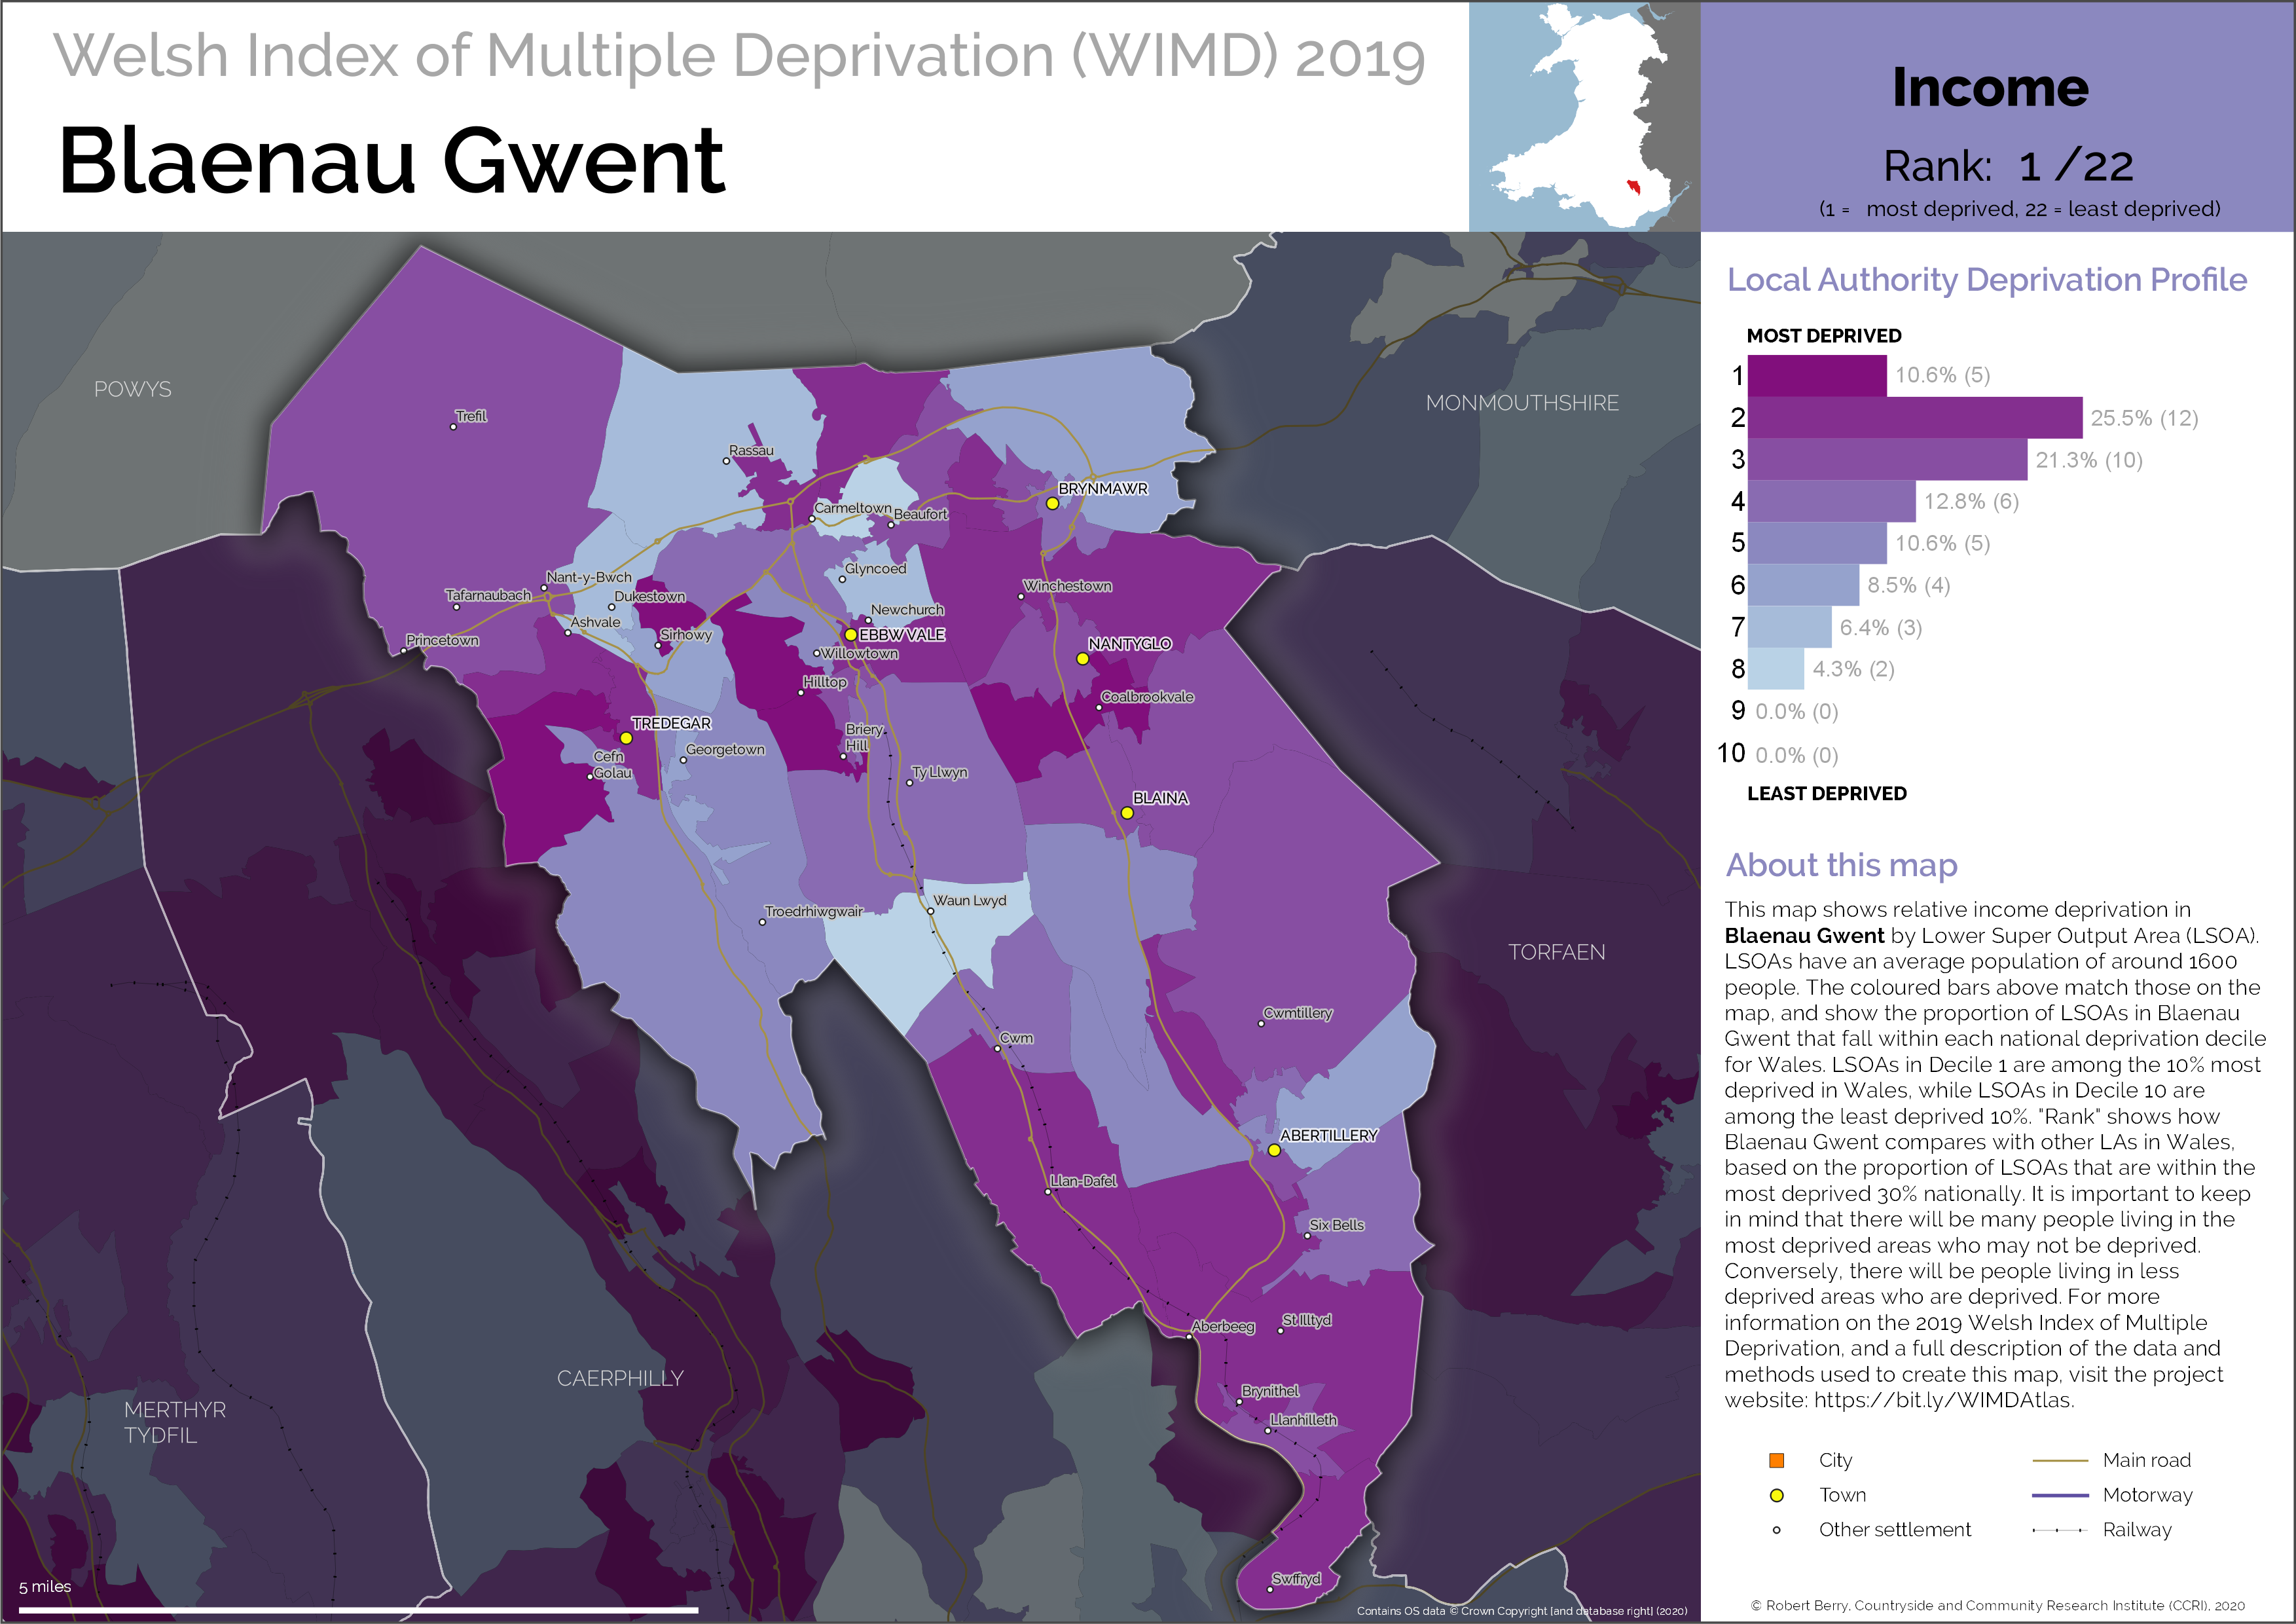 Welsh Index of Multiple Deprivation (WIMD) 2019
Blaenau Gwent
Income
Rank: 1 /22
(1 = most deprived, 22 = least deprived)
POWYS
MONMOUTHSHIRE
Trefil
Rassau
BRYNMAWR
Carmeltown
Beaufort
Nant-y-Bwch
Glyncoed
Tafarnaubach
Dukestown
Winchestown
Newchurch
Ashvale
Sirhowy
EBBW VALE
Princetown
Willowtown
NANTYGLO
Hilltop
Coalbrookvale
TREDEGAR
Briery
Hill
Georgetown
Cefn
Golau
Ty Llwyn
BLAINA
Waun Lwyd
Troedrhiwgwair
TORFAEN
Cwmtillery
Cwm
ABERTILLERY
Llan-Dafel
Six Bells
St Illtyd
Aberbeeg
CAERPHILLY
Brynithel
MERTHYR
TYDFIL
Llanhilleth
Swffryd
5 miles
Contains OS data © Crown Copyright [and database right] (2020)
Local Authority Deprivation Profile
MOST DEPRIVED
1 10.6% (5)
2 25.5% (12)
3 21.3% (10)
4 12.8% (6)
5 10.6% (5)
6 8.5% (4)
7 6.4% (3)
8 4.3% (2)
9 0.0% (0)
10 0.0% (0)
LEAST DEPRIVED
About this map
This map shows relative income deprivation in
Blaenau Gwent by Lower Super Output Area (LSOA).
LSOAs have an average population of around 1600
people. The coloured bars above match those on the
map, and show the proportion of LSOAs in Blaenau
Gwent that fall within each national deprivation decile
for Wales. LSOAs in Decile 1 are among the 10% most
deprived in Wales, while LSOAs in Decile 10 are
among the least deprived 10%. "Rank" shows how
Blaenau Gwent compares with other LAs in Wales,
based on the proportion of LSOAs that are within the
most deprived 30% nationally. It is important to keep
in mind that there will be many people living in the
most deprived areas who may not be deprived.
Conversely, there will be people living in less
deprived areas who are deprived. For more
information on the 2019 Welsh Index of Multiple
Deprivation, and a full description of the data and
methods used to create this map, visit the project
website: https://bit.ly/WIMDAtlas.
City
Main road
Town
Motorway
Other settlement
Railway
© Robert Berry, Countryside and Community Research Institute (CCRI), 2020